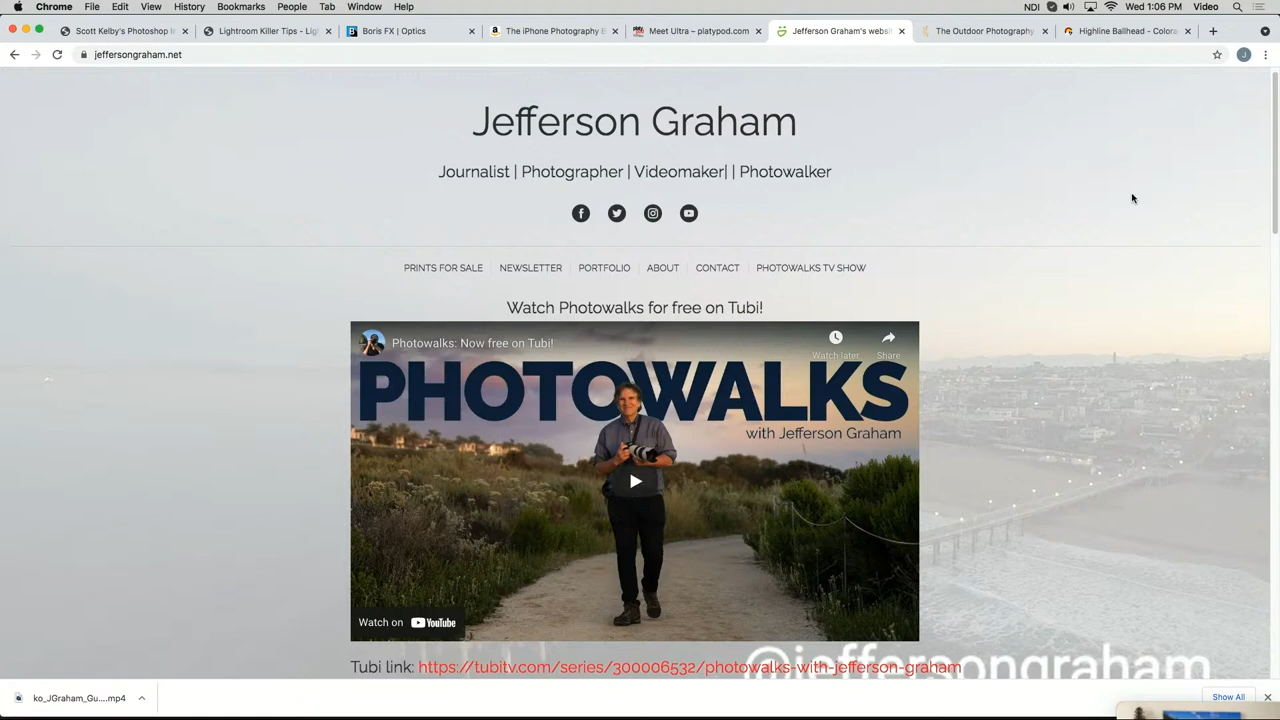 Chrome File Edit View History Bookmarks People Tab Window Help NDI Wed 1:06 PM Video
Scott Kelby's Photoshop I
Lightroom Killer Tips - Lig
Boris FX | Optics
The iPhone Photography B
Meet Ultra – platypod.com
Jefferson Graham's websi
The Outdoor Photography
Highline Ballhead - Colora
jeffersongraham.net
J
Jefferson Graham
Journalist | Photographer | Videomaker| | Photowalker
PRINTS FOR SALE NEWSLETTER PORTFOLIO ABOUT CONTACT PHOTOWALKS TV SHOW
Watch Photowalks for free on Tubi!
Photowalks: Now free on Tubi!
Watch later Share
PHOTOWALKS
with Jefferson Graham
Watch on YouTube
Tubi link: https://tubitv.com/series/300006532/photowalks-with-jefferson-graham
@jeffersongraham
ko_JGraham_Gu....mp4
Show All